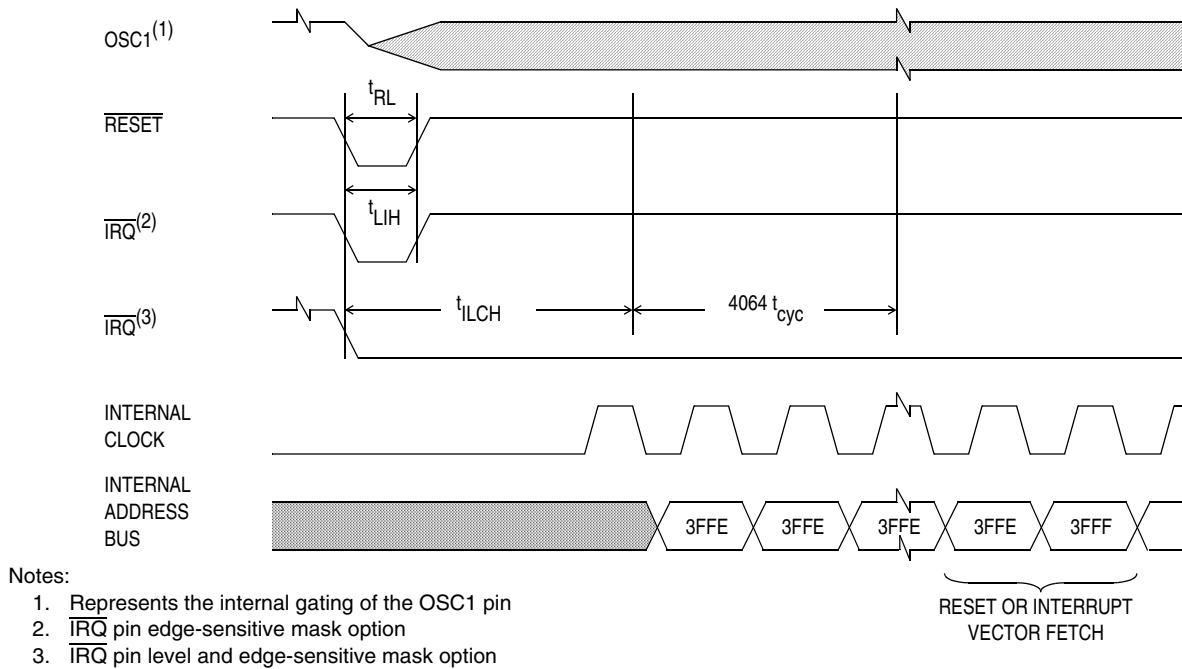 OSC1(1)
tRL
RESET
tLIH
IRQ(2)
tILCH
4064 tcyc
IRQ(3)
INTERNAL
CLOCK
INTERNAL
ADDRESS
BUS
3FFE
3FFE
3FFE
3FFE
3FFF
RESET OR INTERRUPT
VECTOR FETCH
Notes:
1. Represents the internal gating of the OSC1 pin
2. IRQ pin edge-sensitive mask option
3. IRQ pin level and edge-sensitive mask option